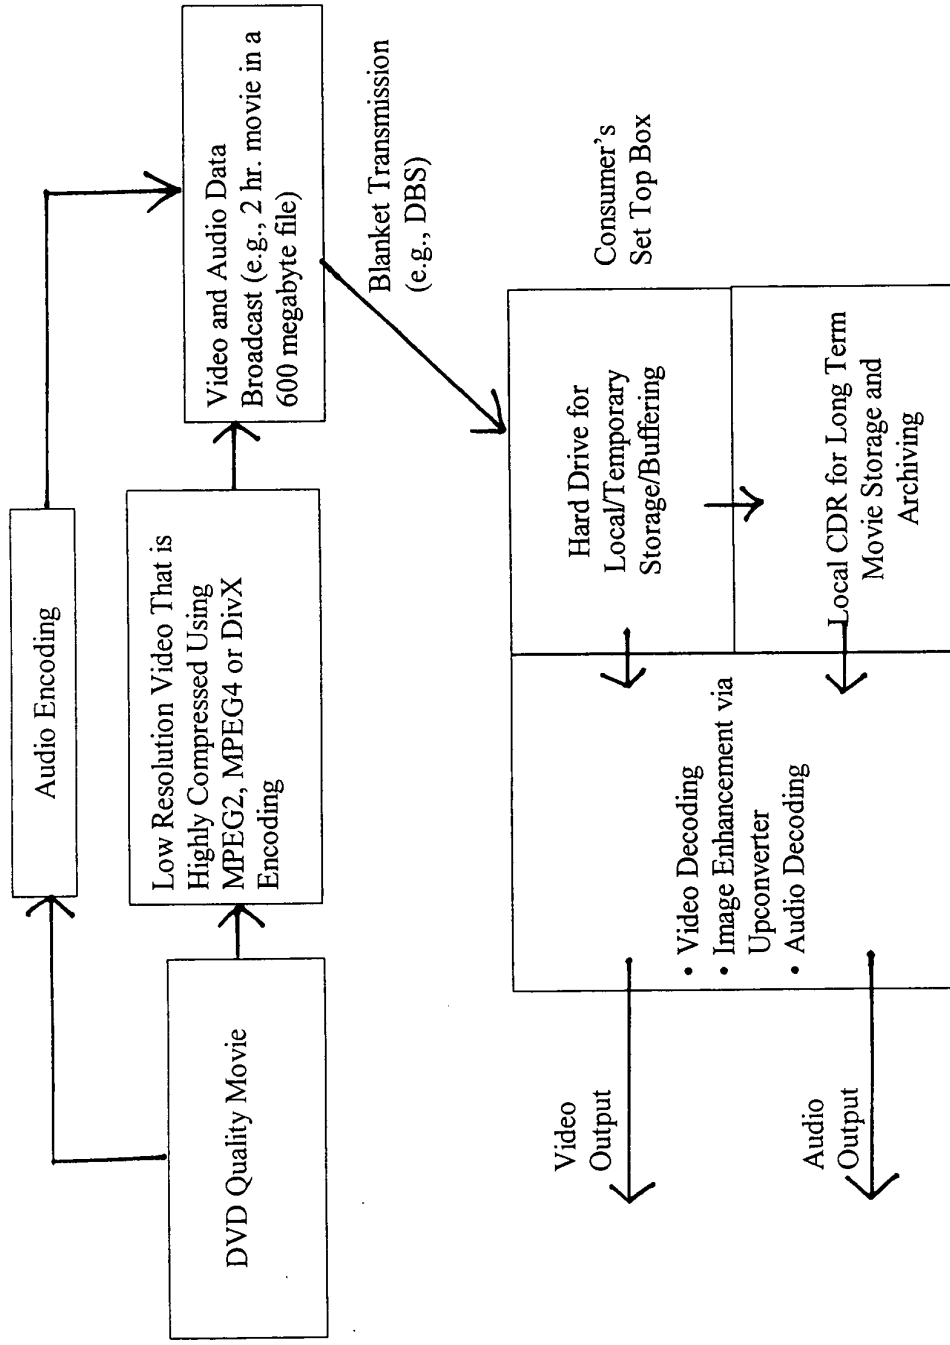 Audio Encoding
DVD Quality Movie
Low Resolution Video That is
Highly Compressed Using
MPEG2, MPEG4 or DivX
Encoding
Video and Audio Data
Broadcast (e.g., 2 hr. movie in a
600 megabyte file)
Blanket Transmission
(e.g., DBS)
Consumer's
Set Top Box
Hard Drive for
Local/Temporary
Storage/Buffering
Local CDR for Long Term
Movie Storage and
Archiving
• Video Decoding
• Image Enhancement via
Upconverter
• Audio Decoding
Video
Output
Audio
Output